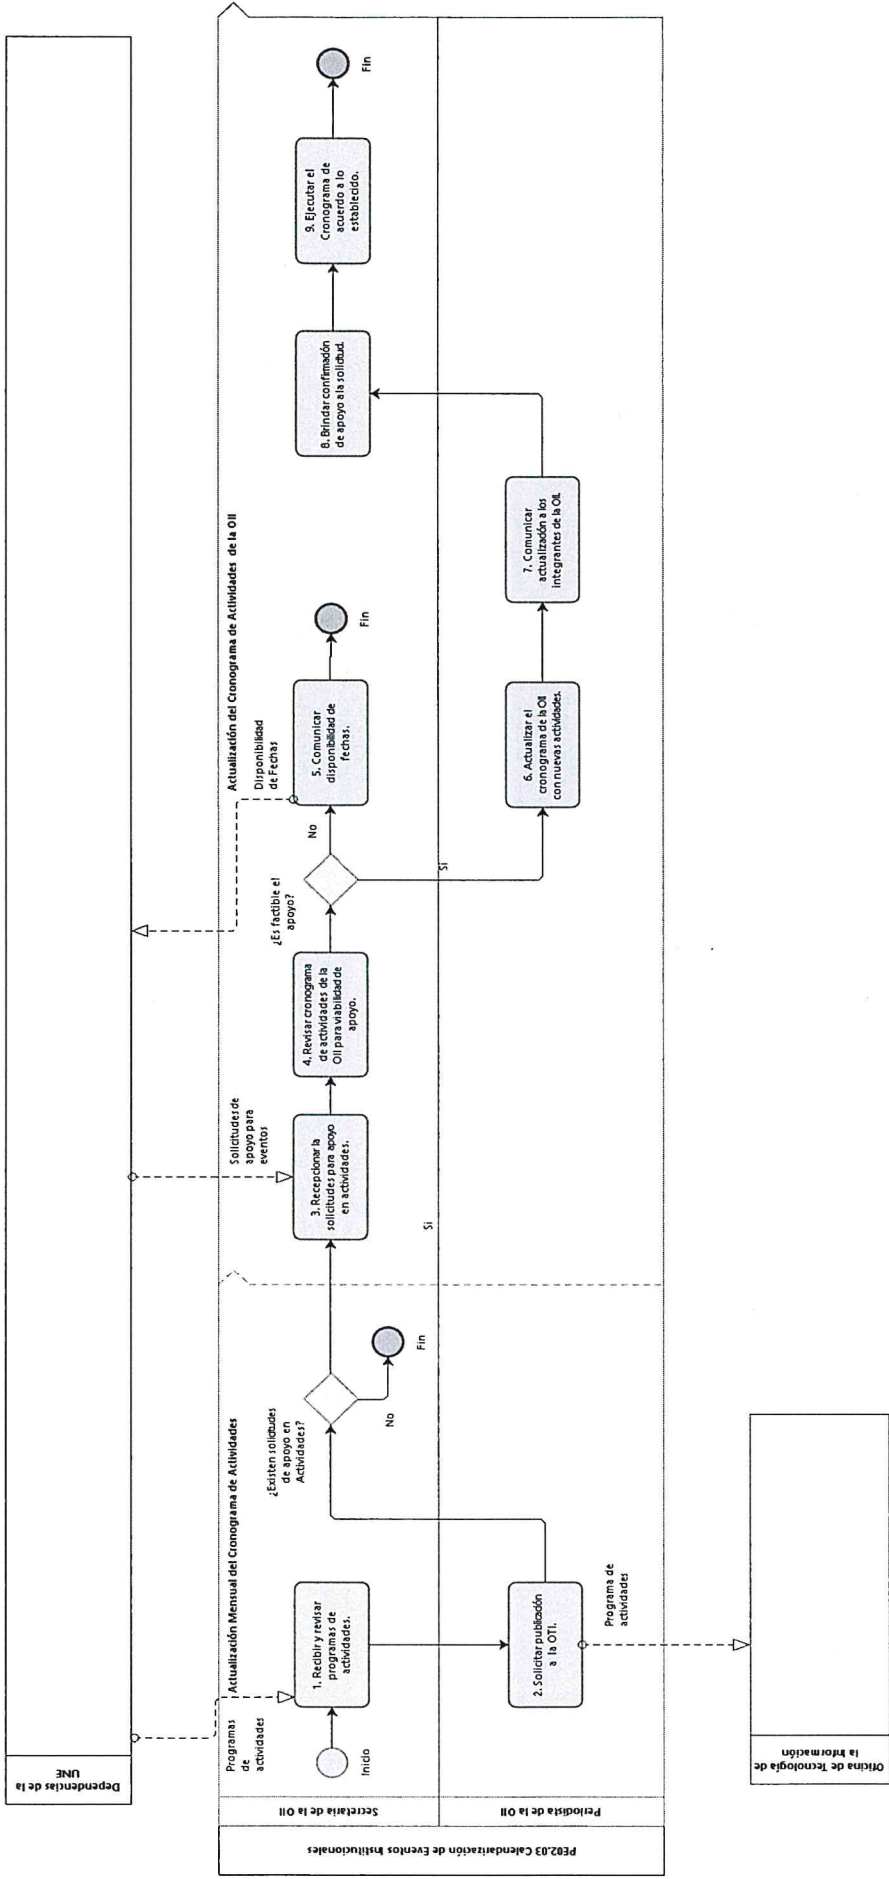 Dependencias de la
UNE
PE02.03 Calendarización de Eventos Institucionales
Secretaria de la OII
Periodista de la OII
Actualización Mensual del Cronograma de Actividades
Programas
de
actividades
Inicio
1. Recibir y revisar
programas de
actividades.
2. Solicitar publicación
a la OTI.
Programa de
actividades
Oficina de Tecnología de
la Información
¿Existen solicitudes
de apoyo en
Actividades?
No
Fin
Si
Actualización del Cronograma de Actividades de la OII
Solicitudes de
apoyo para
eventos
3. Recepcionar la
solicitudes para apoyo
en actividades.
4. Revisar cronograma
de actividades de la
OII para viabilidad de
apoyo.
¿Es factible el
apoyo?
No
Si
Disponibilidad
de Fechas
5. Comunicar
disponibilidad de
fechas.
Fin
6. Actualizar el
cronograma de la OII
con nuevas actividades.
7. Comunicar
actualización a los
integrantes de la OII.
8. Brindar confirmación
de apoyo a la solicitud.
9. Ejecutar el
Cronograma de
acuerdo a lo
establecido.
Fin